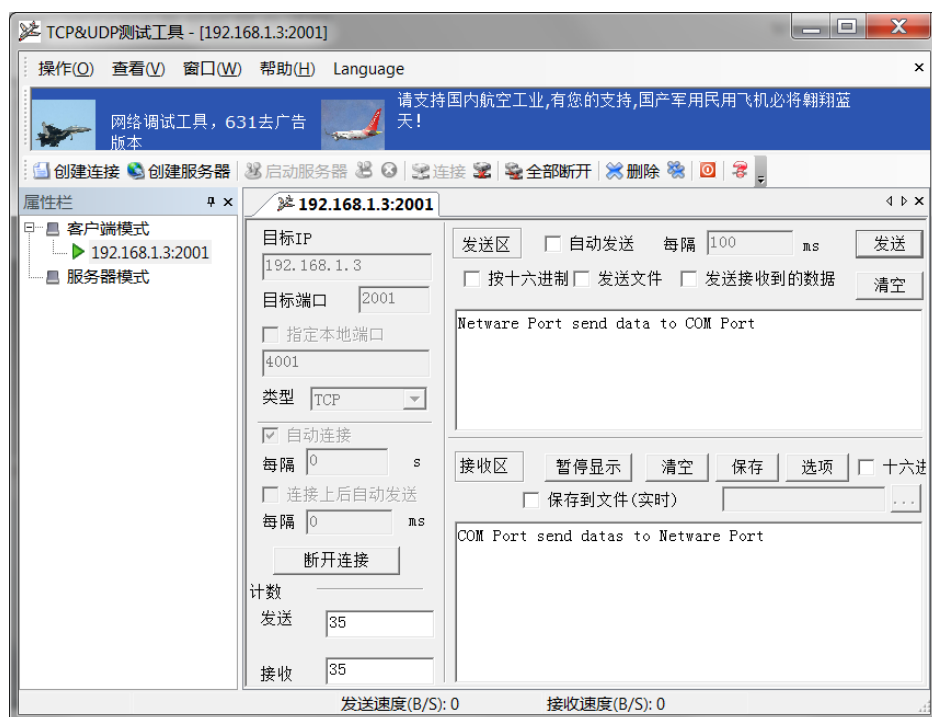 TCP&UDP测试工具 - [192.168.1.3:2001]
操作(O) 查看(V) 窗口(W) 帮助(H) Language
请支持国内航空工业,有您的支持,国产军用民用飞机必将翱翔蓝
天!
网络调试工具，631去广告
版本
创建连接 创建服务器 启动服务器 连接 全部断开 删除
属性栏
192.168.1.3:2001
客户端模式
192.168.1.3:2001
服务器模式
目标IP
192.168.1.3
目标端口 2001
指定本地端口
4001
类型 TCP
自动连接
每隔 0 s
连接上后自动发送
每隔 0 ms
断开连接
计数
发送 35
接收 35
发送区 自动发送 每隔 100 ms 发送
按十六进制 发送文件 发送接收到的数据 清空
Netware Port send data to COM Port
接收区 暂停显示 清空 保存 选项 十六进
保存到文件(实时) ...
COM Port send datas to Netware Port
发送速度(B/S): 0 接收速度(B/S): 0